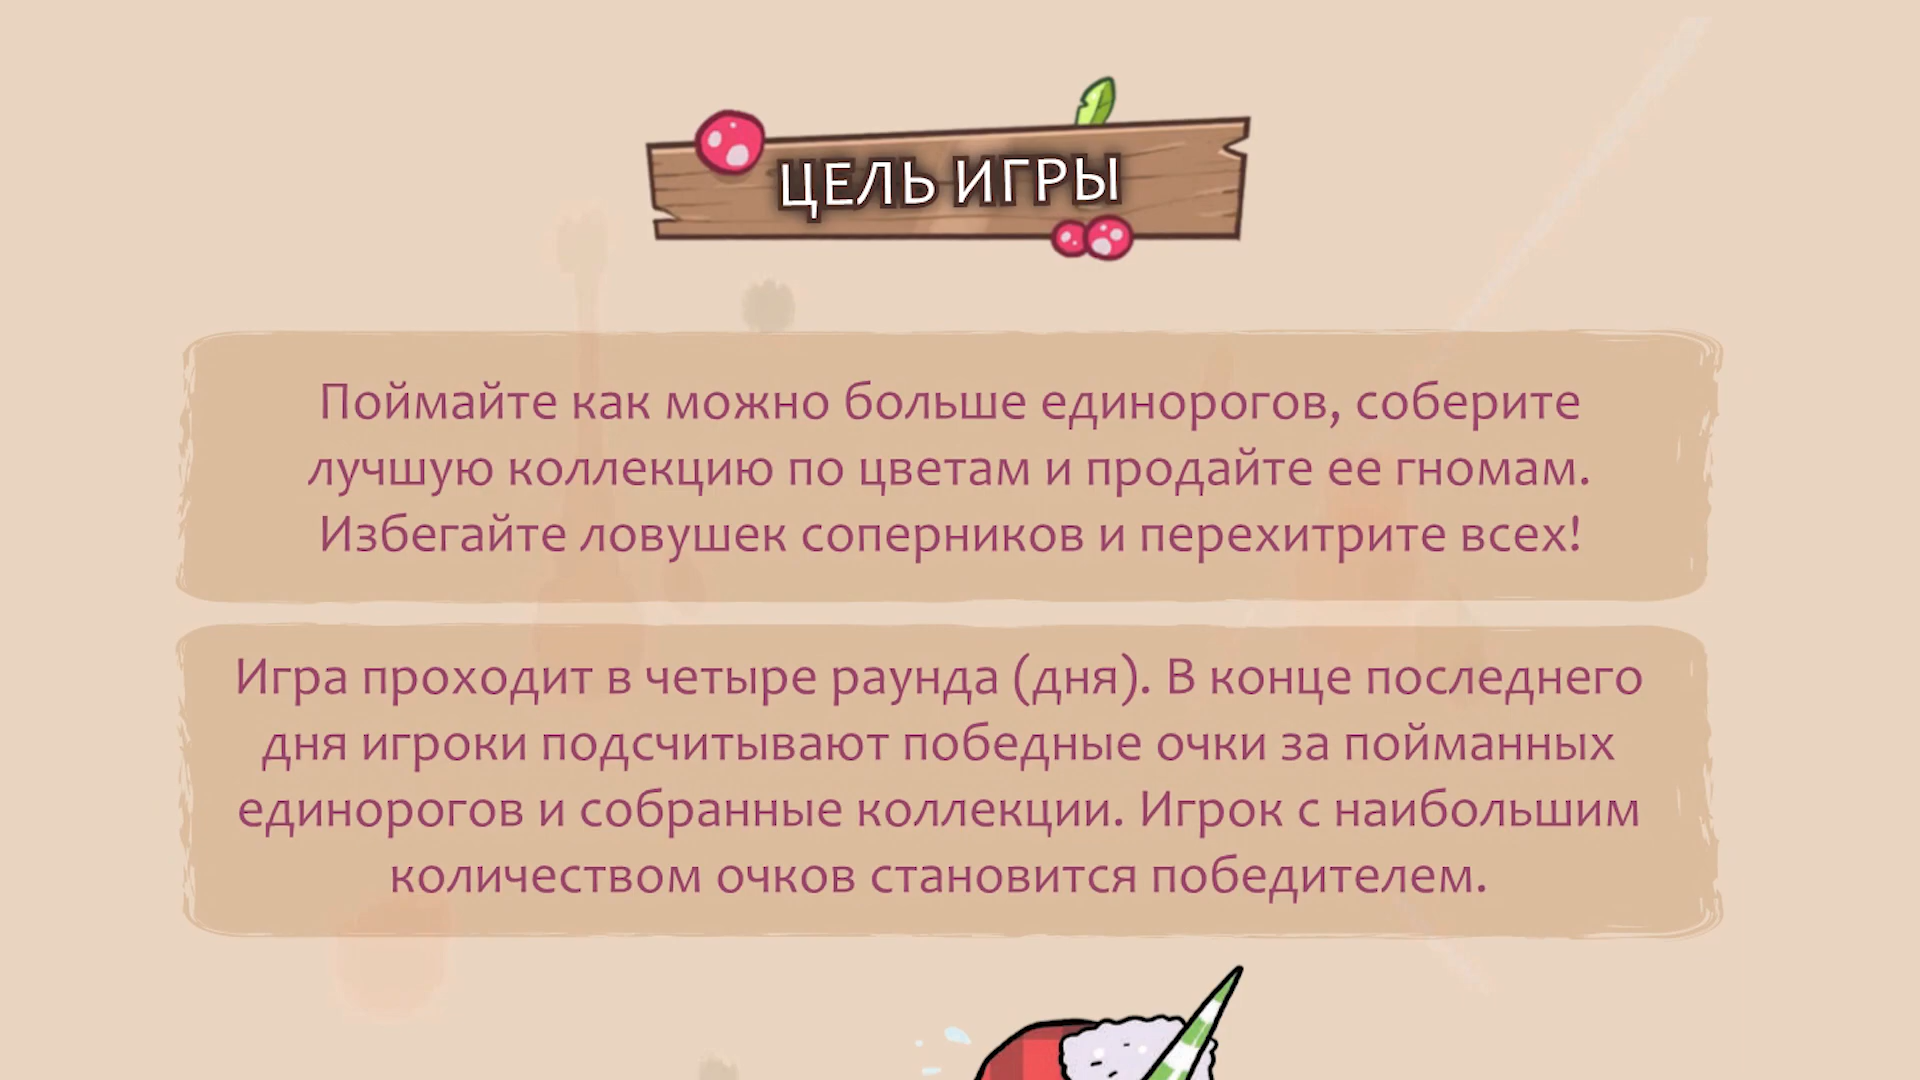 ЦЕЛЬ ИГРЫ
Поймайте как можно больше единорогов, соберите
лучшую коллекцию по цветам и продайте ее гномам.
Избегайте ловушек соперников и перехитрите всех!
Игра проходит в четыре раунда (дня). В конце последнего
дня игроки подсчитывают победные очки за пойманных
единорогов и собранные коллекции. Игрок с наибольшим
количеством очков становится победителем.